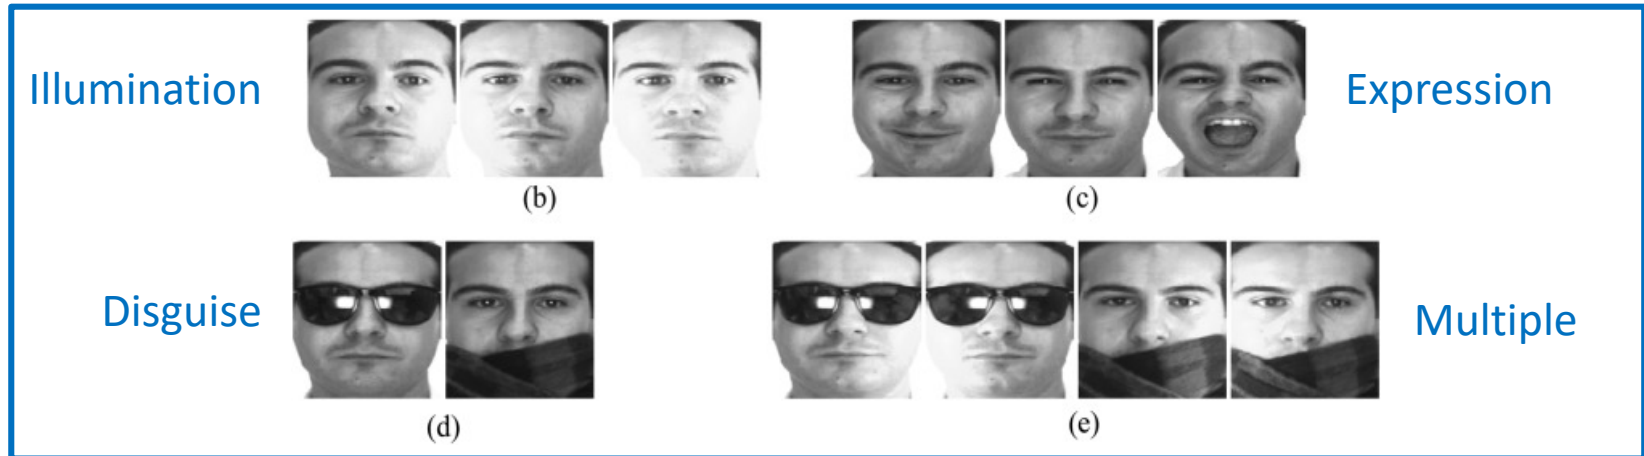 Illumination
Expression
(b)
(c)
Disguise
Multiple
(d)
(e)